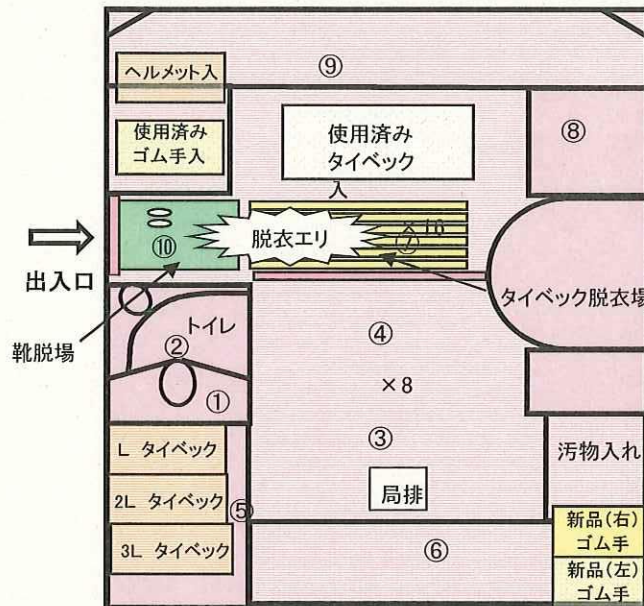 ⑨
ヘルメット入
使用済み
ゴム手入
使用済み
タイベック
入
⑧
⑩
脱衣エリ
×16
⑦
出入口
靴脱場
タイベック脱衣場
トイレ
②
①
④
×8
③
局排
L タイベック
2L タイベック
3L タイベック
⑤
⑥
汚物入れ
新品(右)
ゴム手
新品(左)
ゴム手